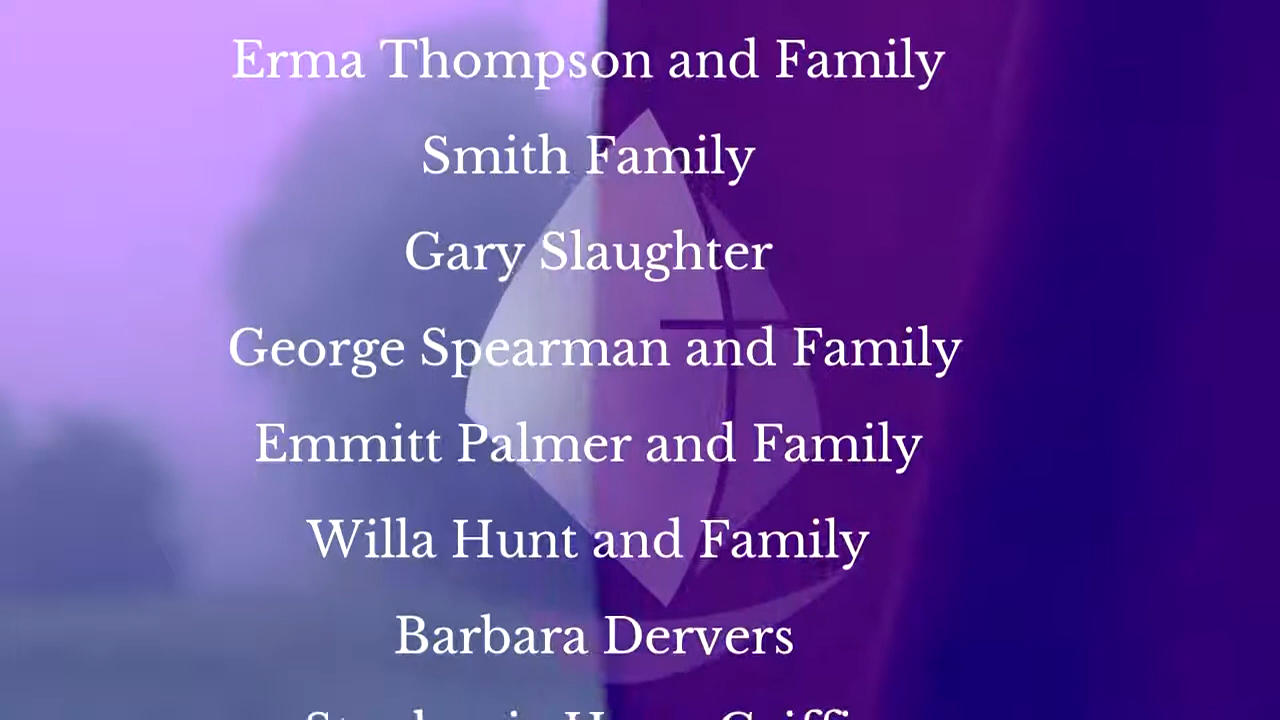 Erma Thompson and Family
Smith Family
Gary Slaughter
George Spearman and Family
Emmitt Palmer and Family
Willa Hunt and Family
Barbara Dervers